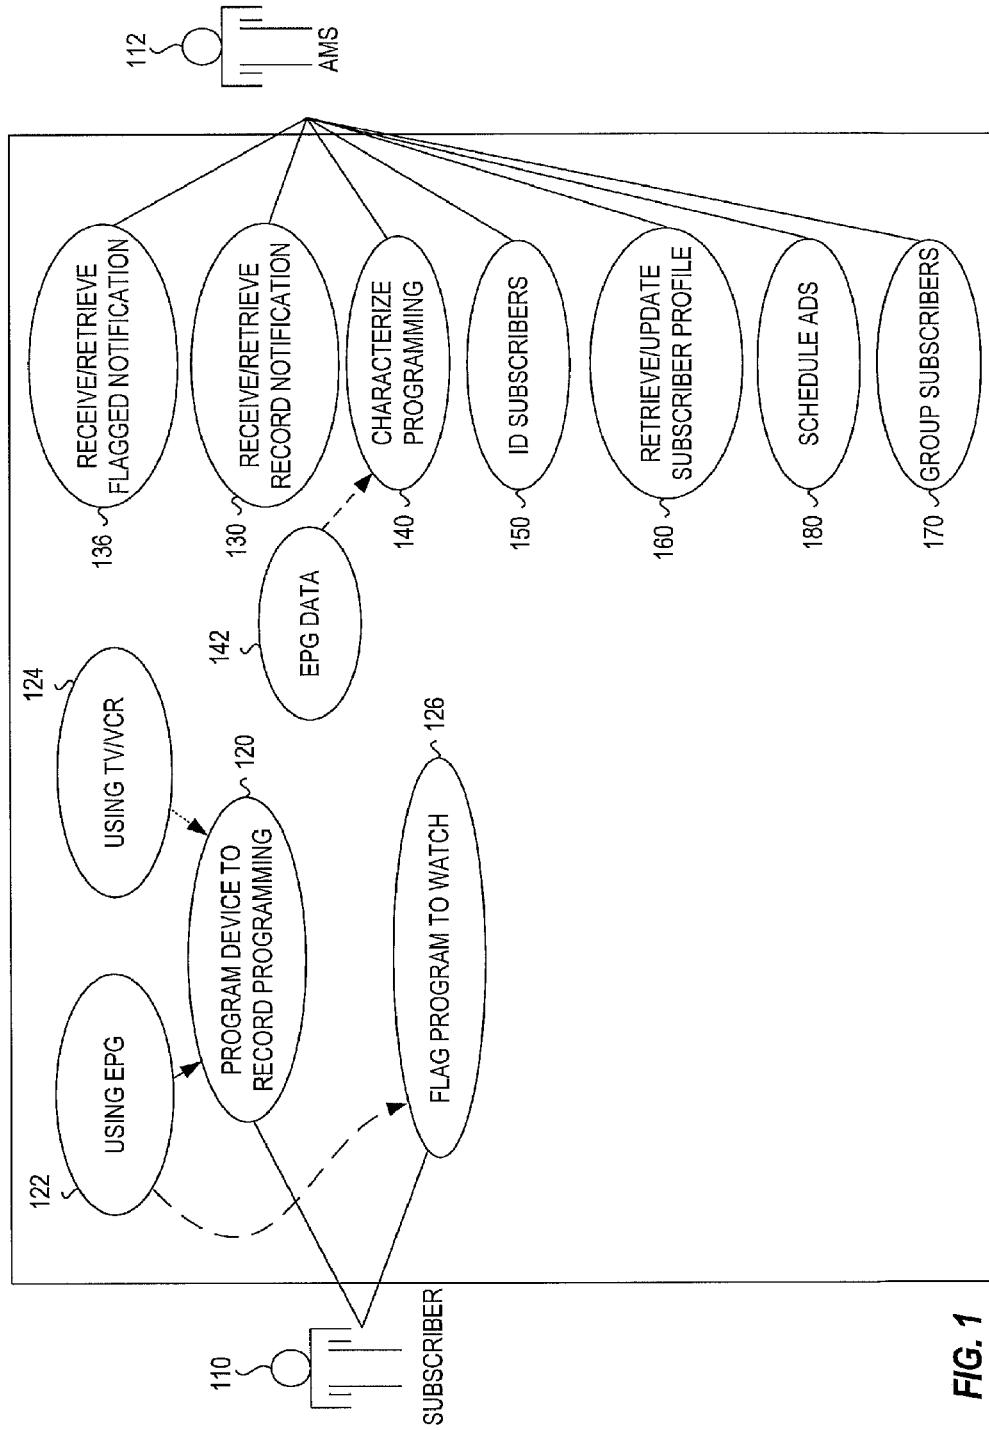 110
SUBSCRIBER
122
USING EPG
124
USING TV/VCR
120
PROGRAM DEVICE TO
RECORD PROGRAMMING
126
FLAG PROGRAM TO WATCH
142
EPG DATA
136
RECEIVE/RETRIEVE
FLAGGED NOTIFICATION
130
RECEIVE/RETRIEVE
RECORD NOTIFICATION
140
CHARACTERIZE
PROGRAMMING
150
ID SUBSCRIBERS
160
RETRIEVE/UPDATE
SUBSCRIBER PROFILE
180
SCHEDULE ADS
170
GROUP SUBSCRIBERS
112
AMS
FIG. 1